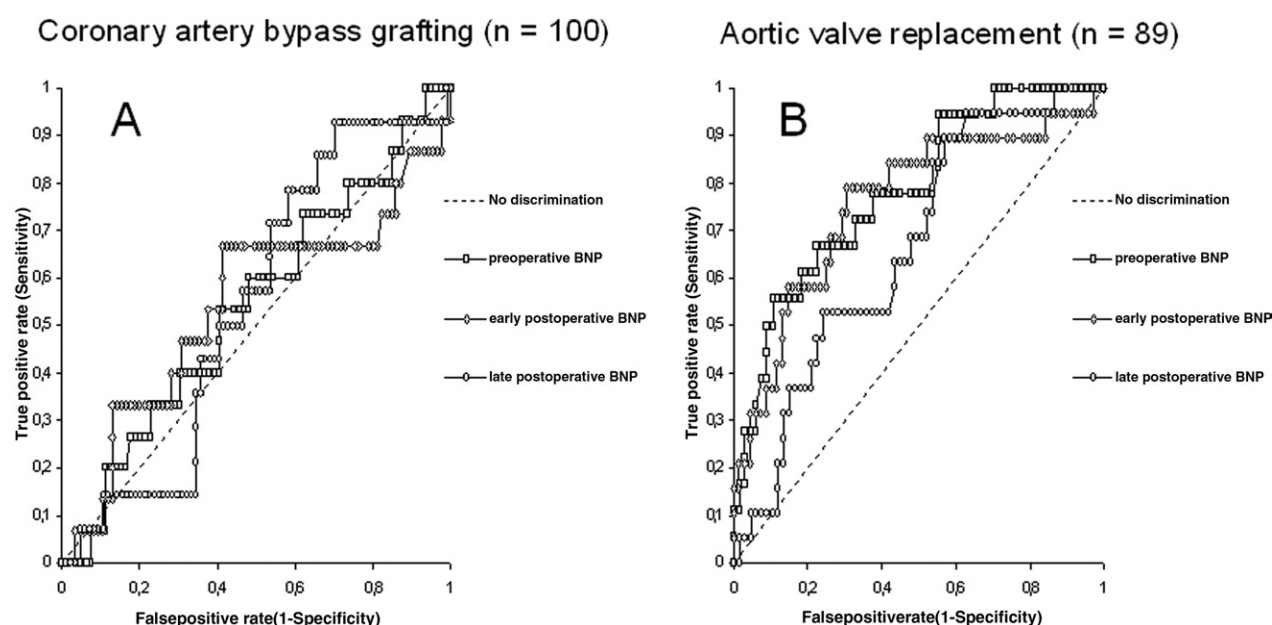 Coronary artery bypass grafting (n = 100)
A
1
0,9
0,8
0,7
0,6
0,5
0,4
0,3
0,2
0,1
0
True positive rate (Sensitivity)
0 0,2 0,4 0,6 0,8 1
Falsepositive rate(1-Specificity)
No discrimination
preoperative BNP
early postoperative BNP
late postoperative BNP
Aortic valve replacement (n = 89)
B
1
0,9
0,8
0,7
0,6
0,5
0,4
0,3
0,2
0,1
0
True positive rate (Sensitivity)
0 0,2 0,4 0,6 0,8 1
Falsepositiverate(1-Specificity)
No discrimination
preoperative BNP
early postoperative BNP
late postoperative BNP